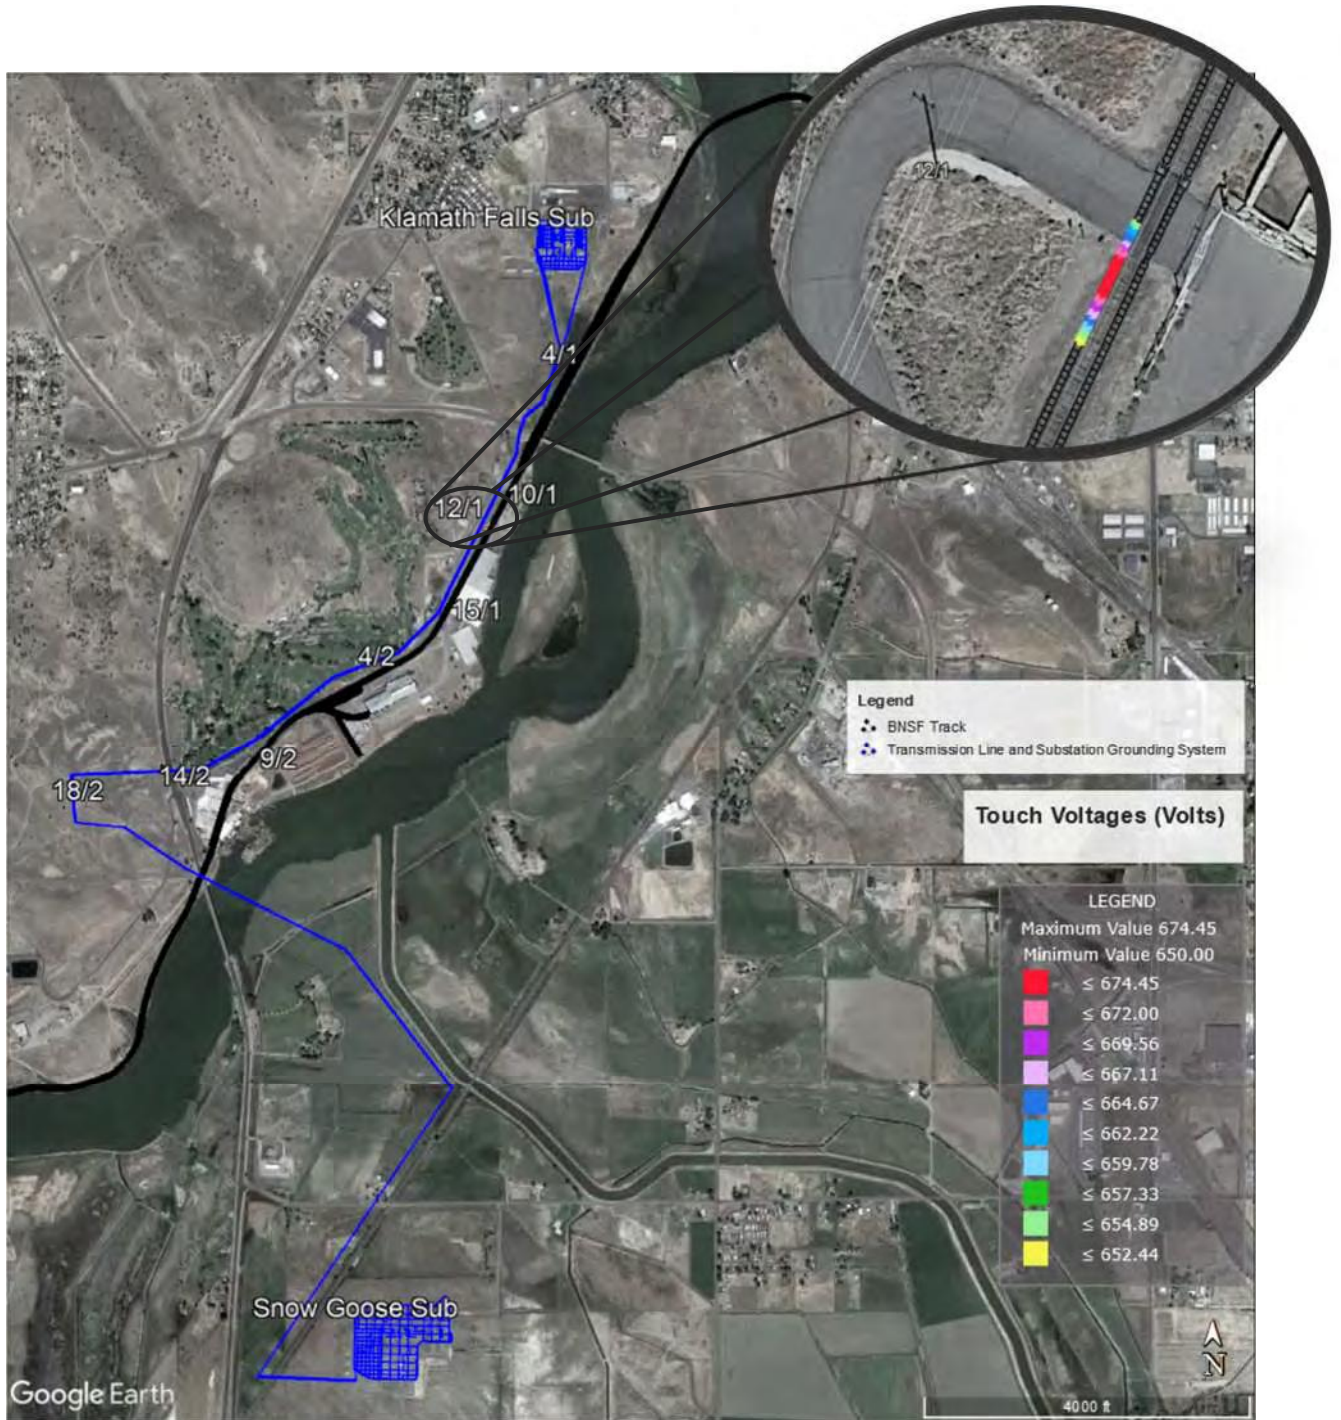 12/1
Klamath Falls Sub
4/1
12/1
10/1
15/1
4/2
9/2
14/2
18/2
Legend
BNSF Track
Transmission Line and Substation Grounding System
Touch Voltages (Volts)
LEGEND
Maximum Value 674.45
Minimum Value 650.00
≤ 674.45
≤ 672.00
≤ 669.56
≤ 667.11
≤ 664.67
≤ 662.22
≤ 659.78
≤ 657.33
≤ 654.89
≤ 652.44
Snow Goose Sub
N
Google Earth
4000 ft